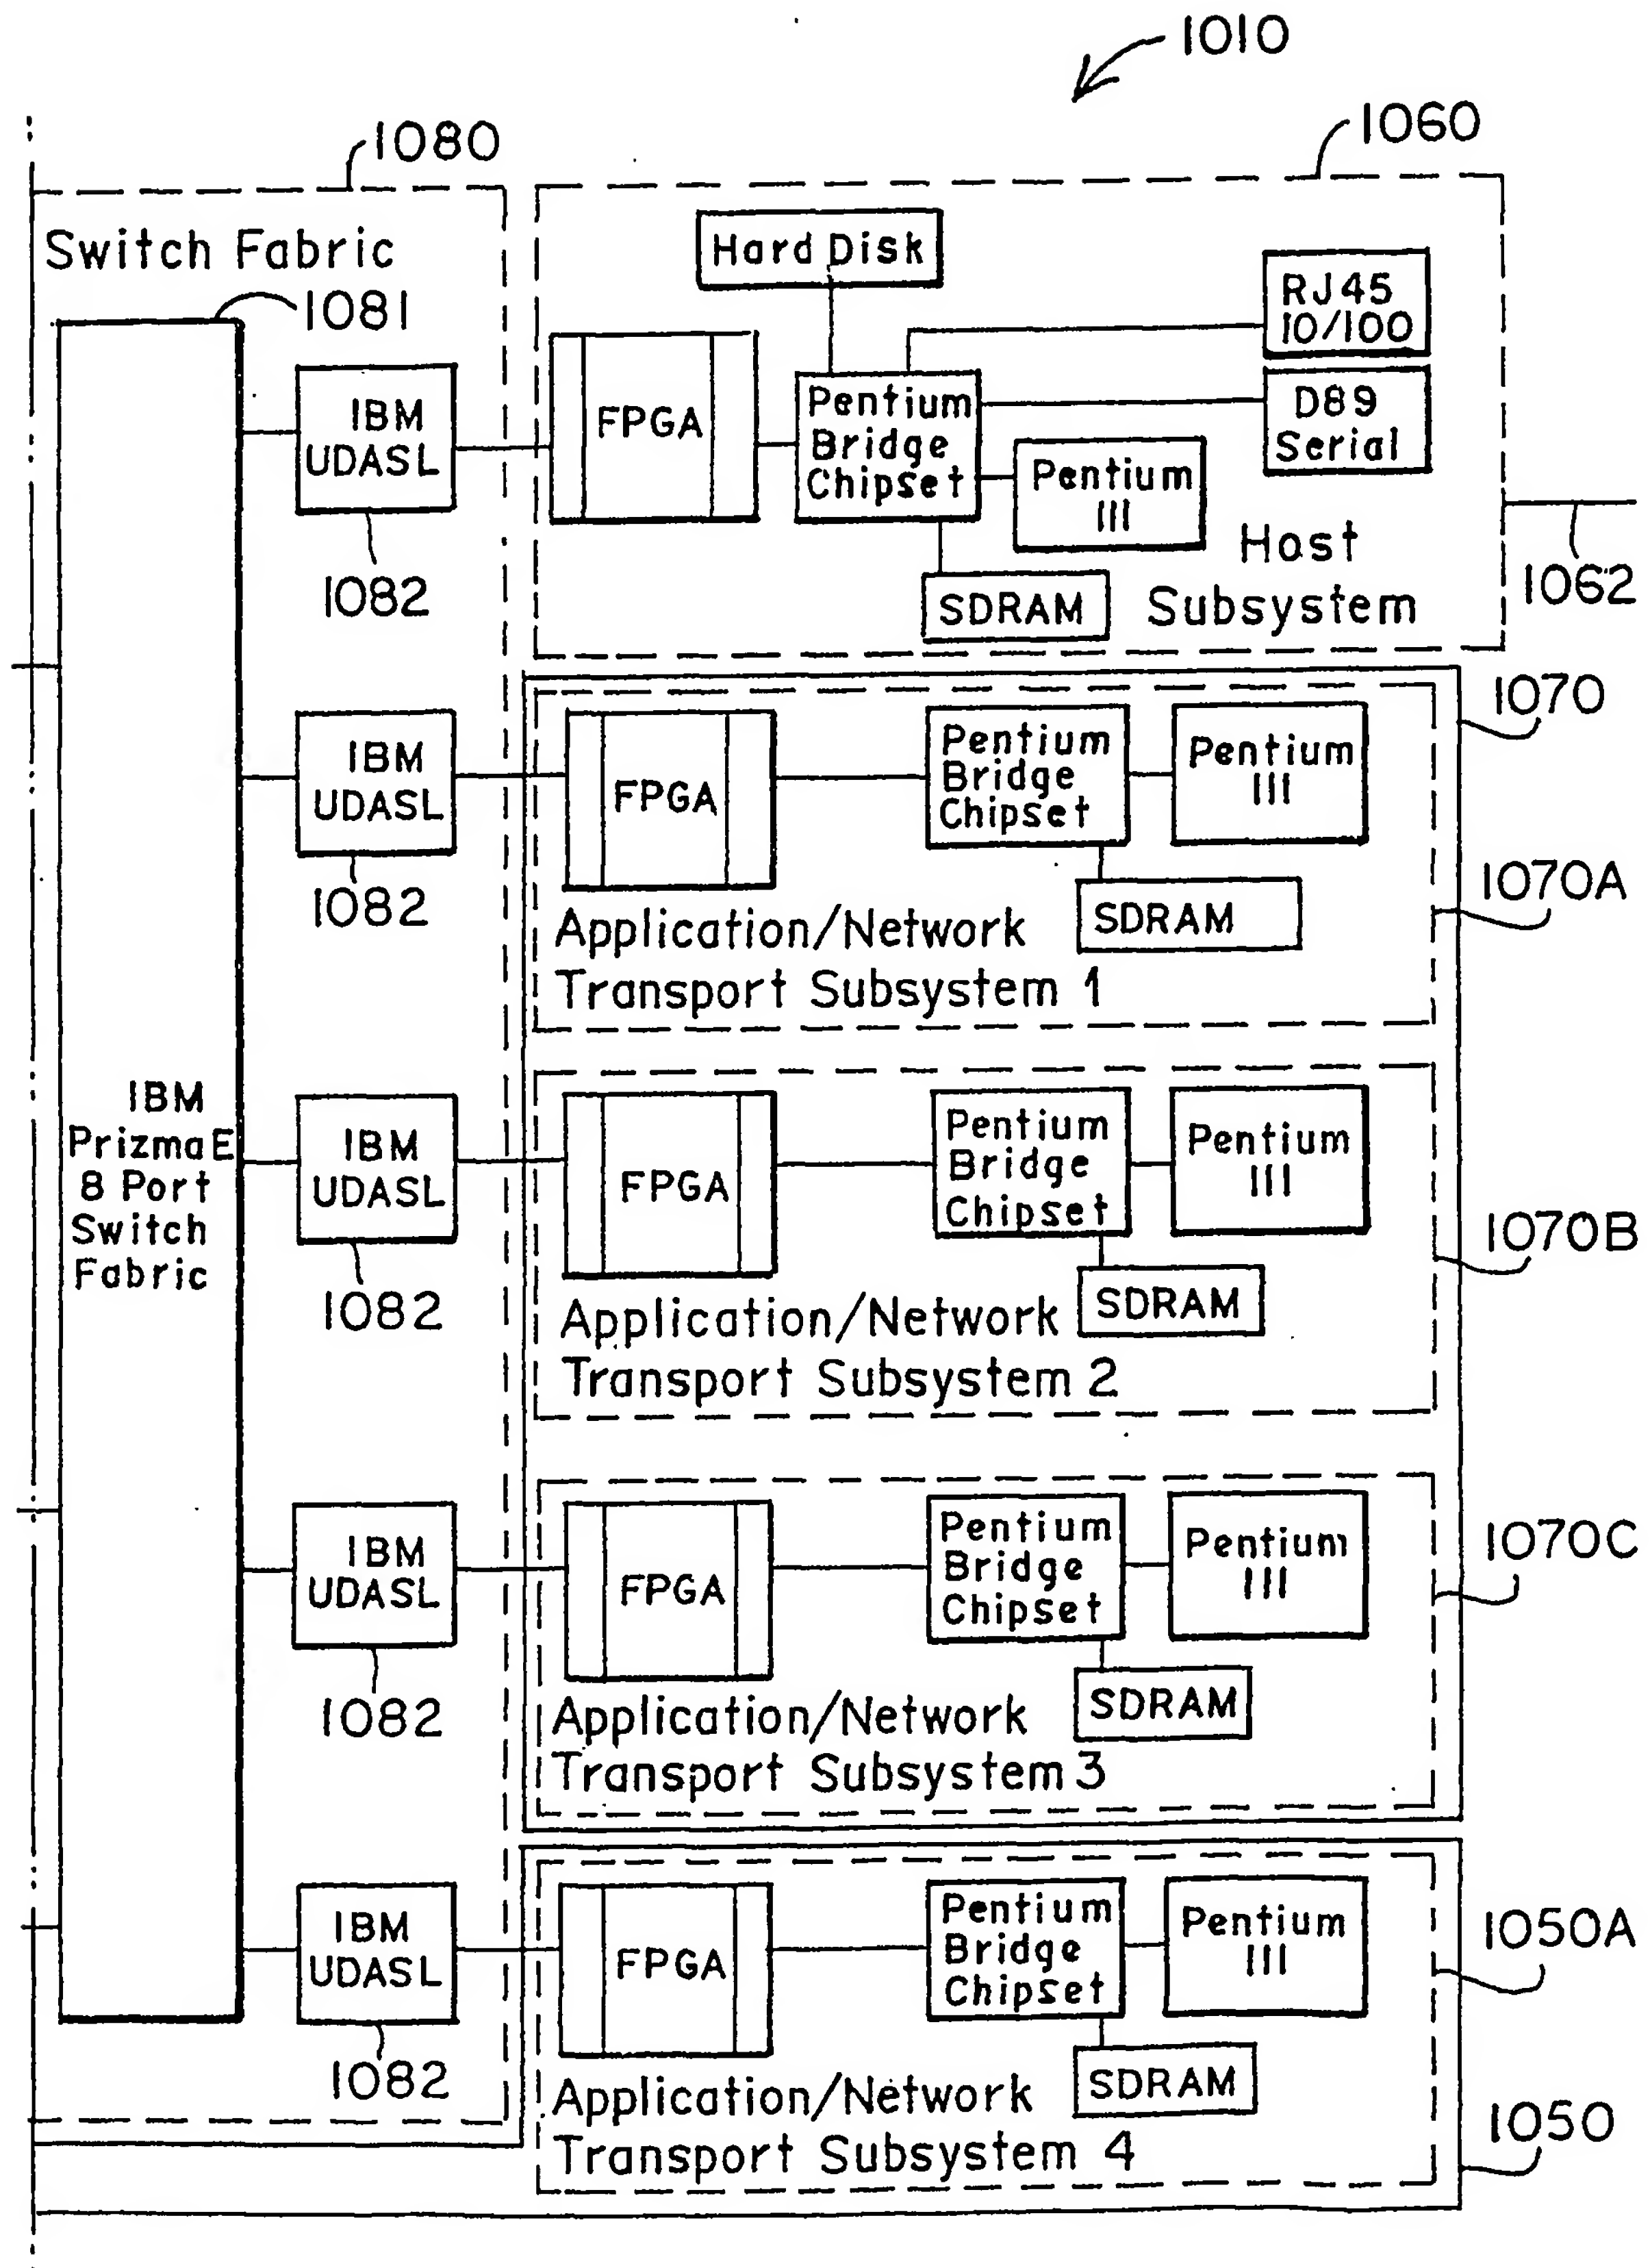 1010
1080
1060
Switch Fabric
1081
Hard Disk
RJ45
10/100
IBM
UDASL
FPGA
Pentium
Bridge
Chipset
D89
Serial
Pentium
III
1082
SDRAM
Host
Subsystem
1062
1070
IBM
UDASL
FPGA
Pentium
Bridge
Chipset
Pentium
III
1082
1070A
SDRAM
Application/Network
Transport Subsystem 1
IBM
Prizma E
8 Port
Switch
Fabric
IBM
UDASL
FPGA
Pentium
Bridge
Chipset
Pentium
III
1070B
1082
SDRAM
Application/Network
Transport Subsystem 2
IBM
UDASL
FPGA
Pentium
Bridge
Chipset
Pentium
III
1070C
1082
SDRAM
Application/Network
Transport Subsystem 3
IBM
UDASL
FPGA
Pentium
Bridge
Chipset
Pentium
III
1050A
1082
SDRAM
Application/Network
Transport Subsystem 4
1050